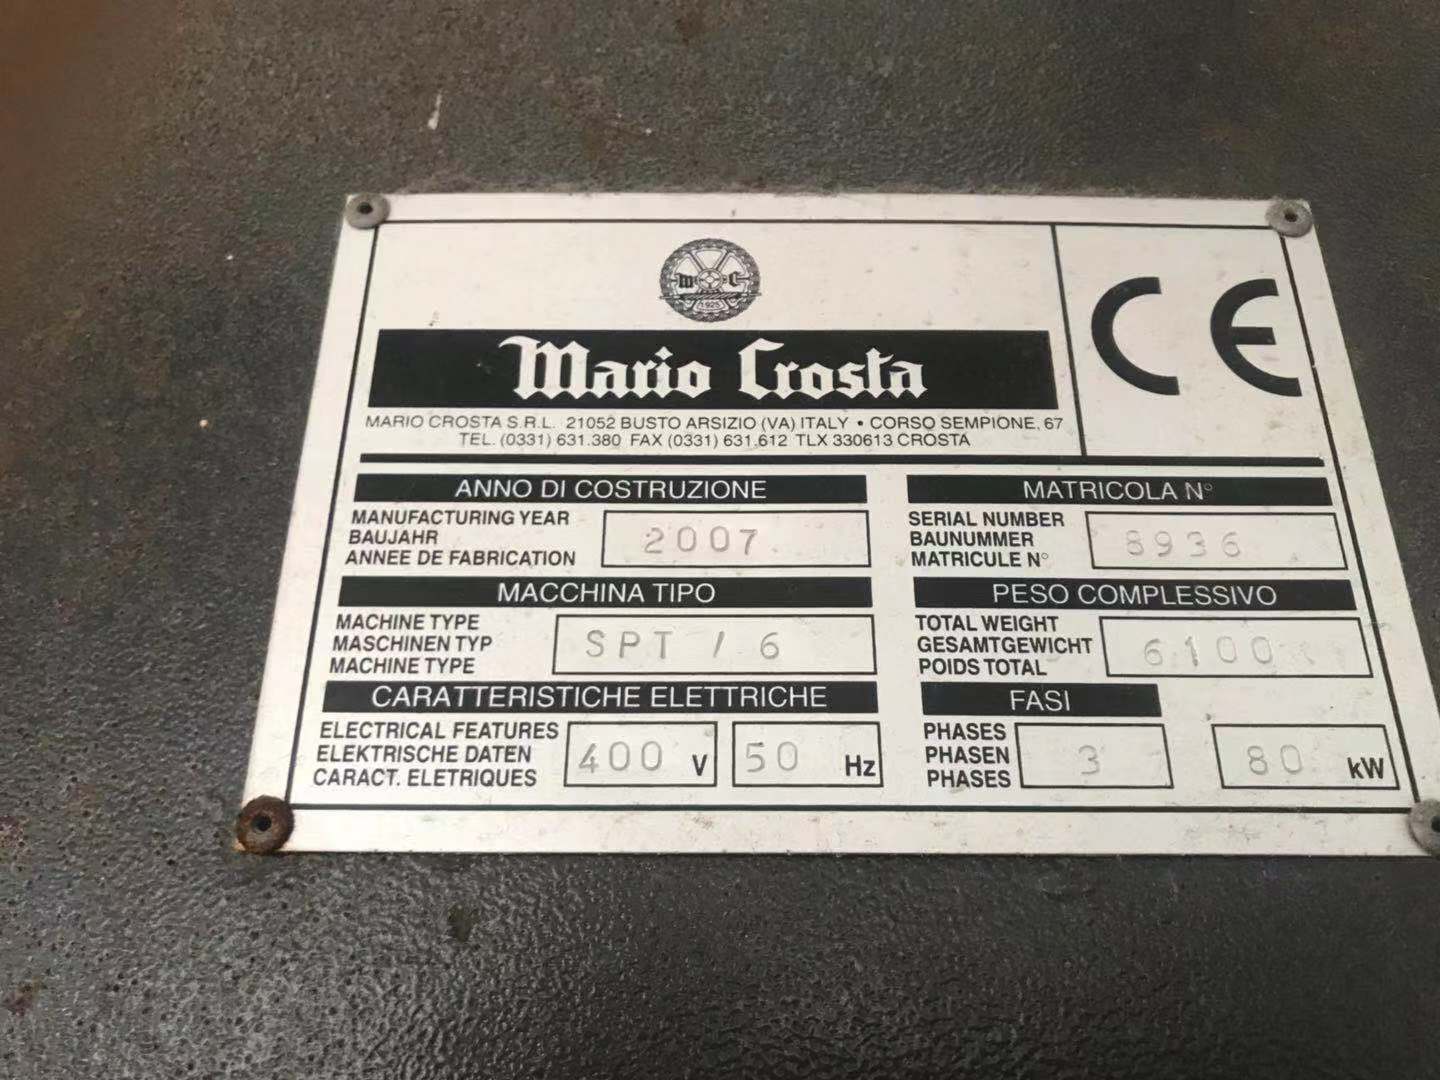 M C
1925
Mario Crosta
CE
MARIO CROSTA S.R.L. 21052 BUSTO ARSIZIO (VA) ITALY • CORSO SEMPIONE, 67
TEL. (0331) 631.380 FAX (0331) 631.612 TLX 330613 CROSTA
ANNO DI COSTRUZIONE
MANUFACTURING YEAR
BAUJAHR
ANNEE DE FABRICATION
2007
MATRICOLA N°
SERIAL NUMBER
BAUNUMMER
MATRICULE N°
8936
MACCHINA TIPO
MACHINE TYPE
MASCHINEN TYP
MACHINE TYPE
SPT / 6
PESO COMPLESSIVO
TOTAL WEIGHT
GESAMTGEWICHT
POIDS TOTAL
6100
CARATTERISTICHE ELETTRICHE
ELECTRICAL FEATURES
ELEKTRISCHE DATEN
CARACT. ELETRIQUES
400 V
50 Hz
FASI
PHASES
PHASEN
PHASES
3
80 kW